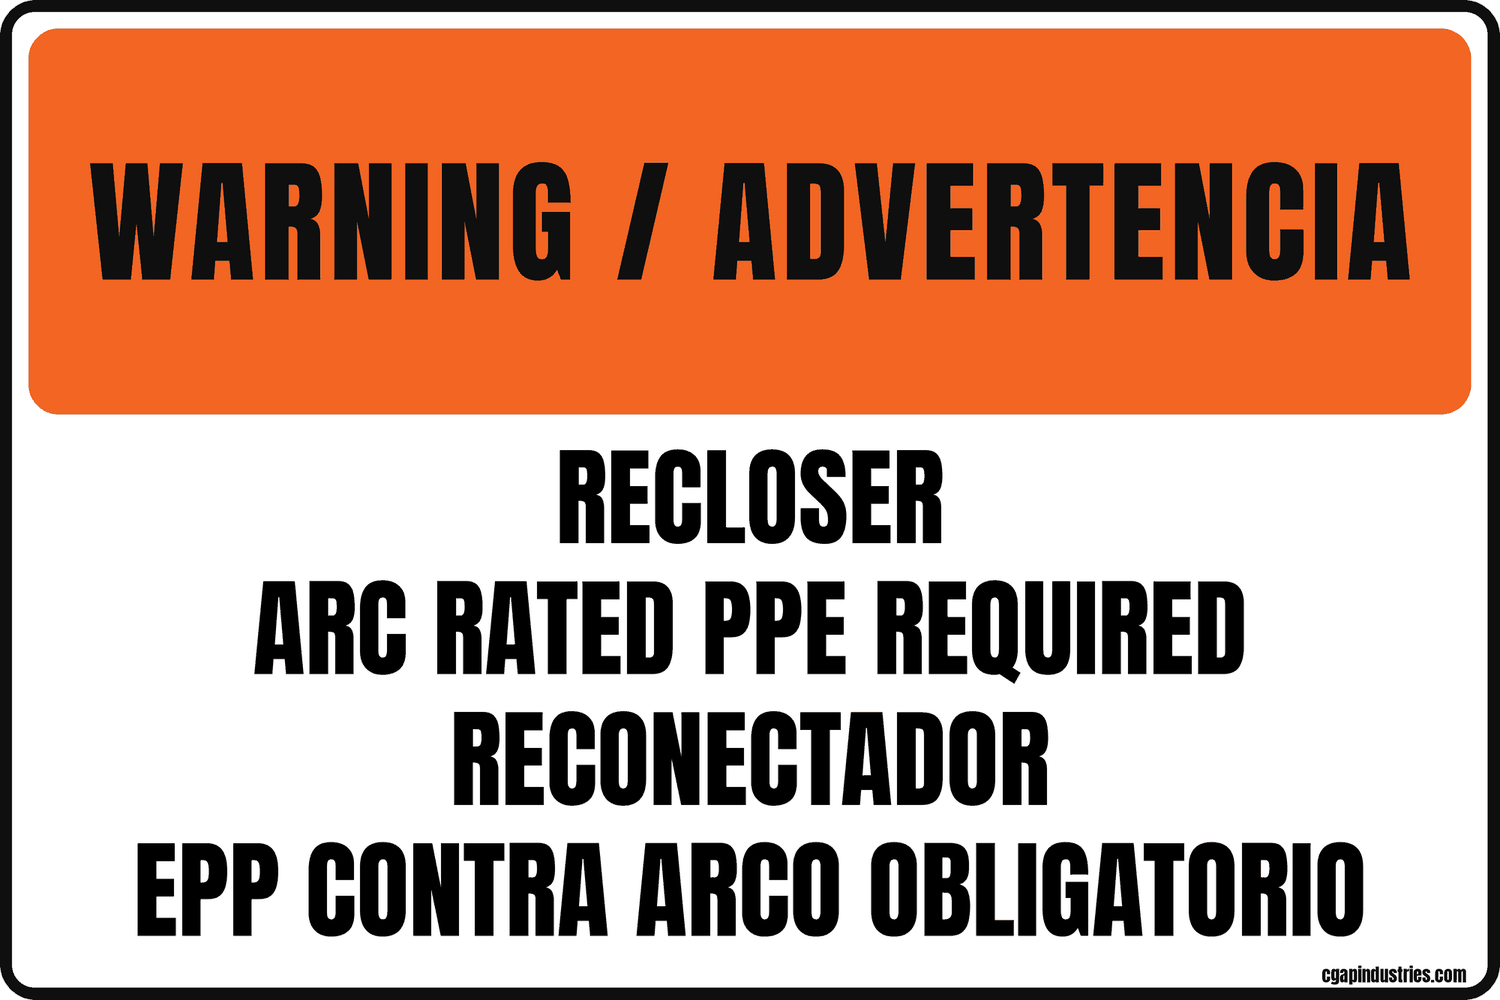 WARNING / ADVERTENCIA
RECLOSER
ARC RATED PPE REQUIRED
RECONECTADOR
EPP CONTRA ARCO OBLIGATORIO
cgapindustries.com